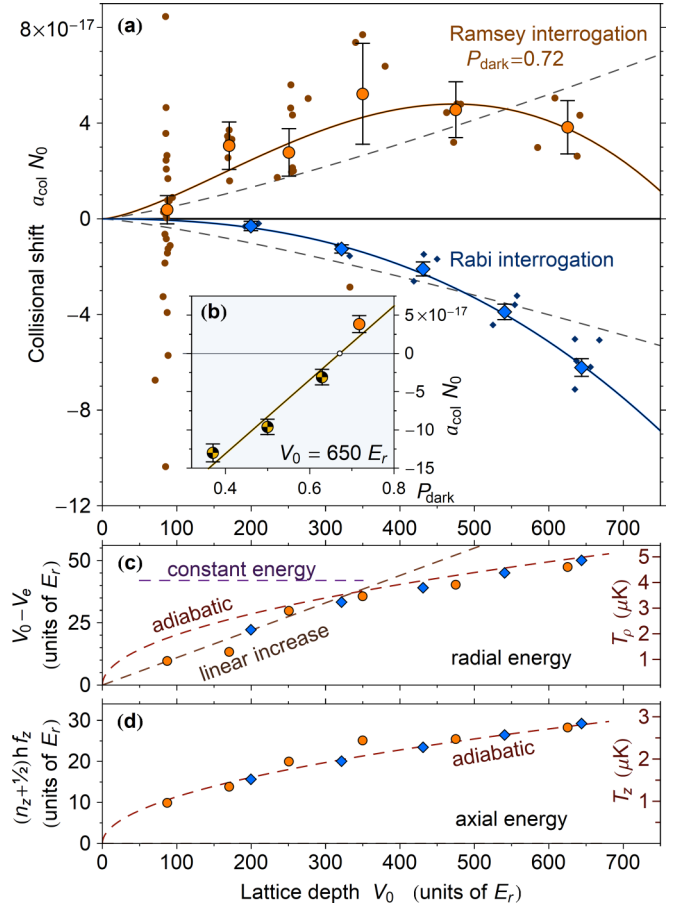 (a)
8×10⁻¹⁷
Ramsey interrogation
P_dark=0.72
4
0
−4
−8
−12
Collisional shift a_col N_0
Rabi interrogation
(b)
5×10⁻¹⁷
0
−5
−10
−15
a_col N_0
V_0 = 650 E_r
0.4
0.6
0.8
P_dark
0 100 200 300 400 500 600 700
(c)
constant energy
adiabatic
linear increase
radial energy
50
25
0
V_0−V_e
(units of E_r)
5
4
3
2
1
T_ρ (μK)
(d)
adiabatic
axial energy
30
20
10
0
(n_z+½)hf_z
(units of E_r)
3
2
1
T_z (μK)
0 100 200 300 400 500 600 700
Lattice depth V_0 (units of E_r)